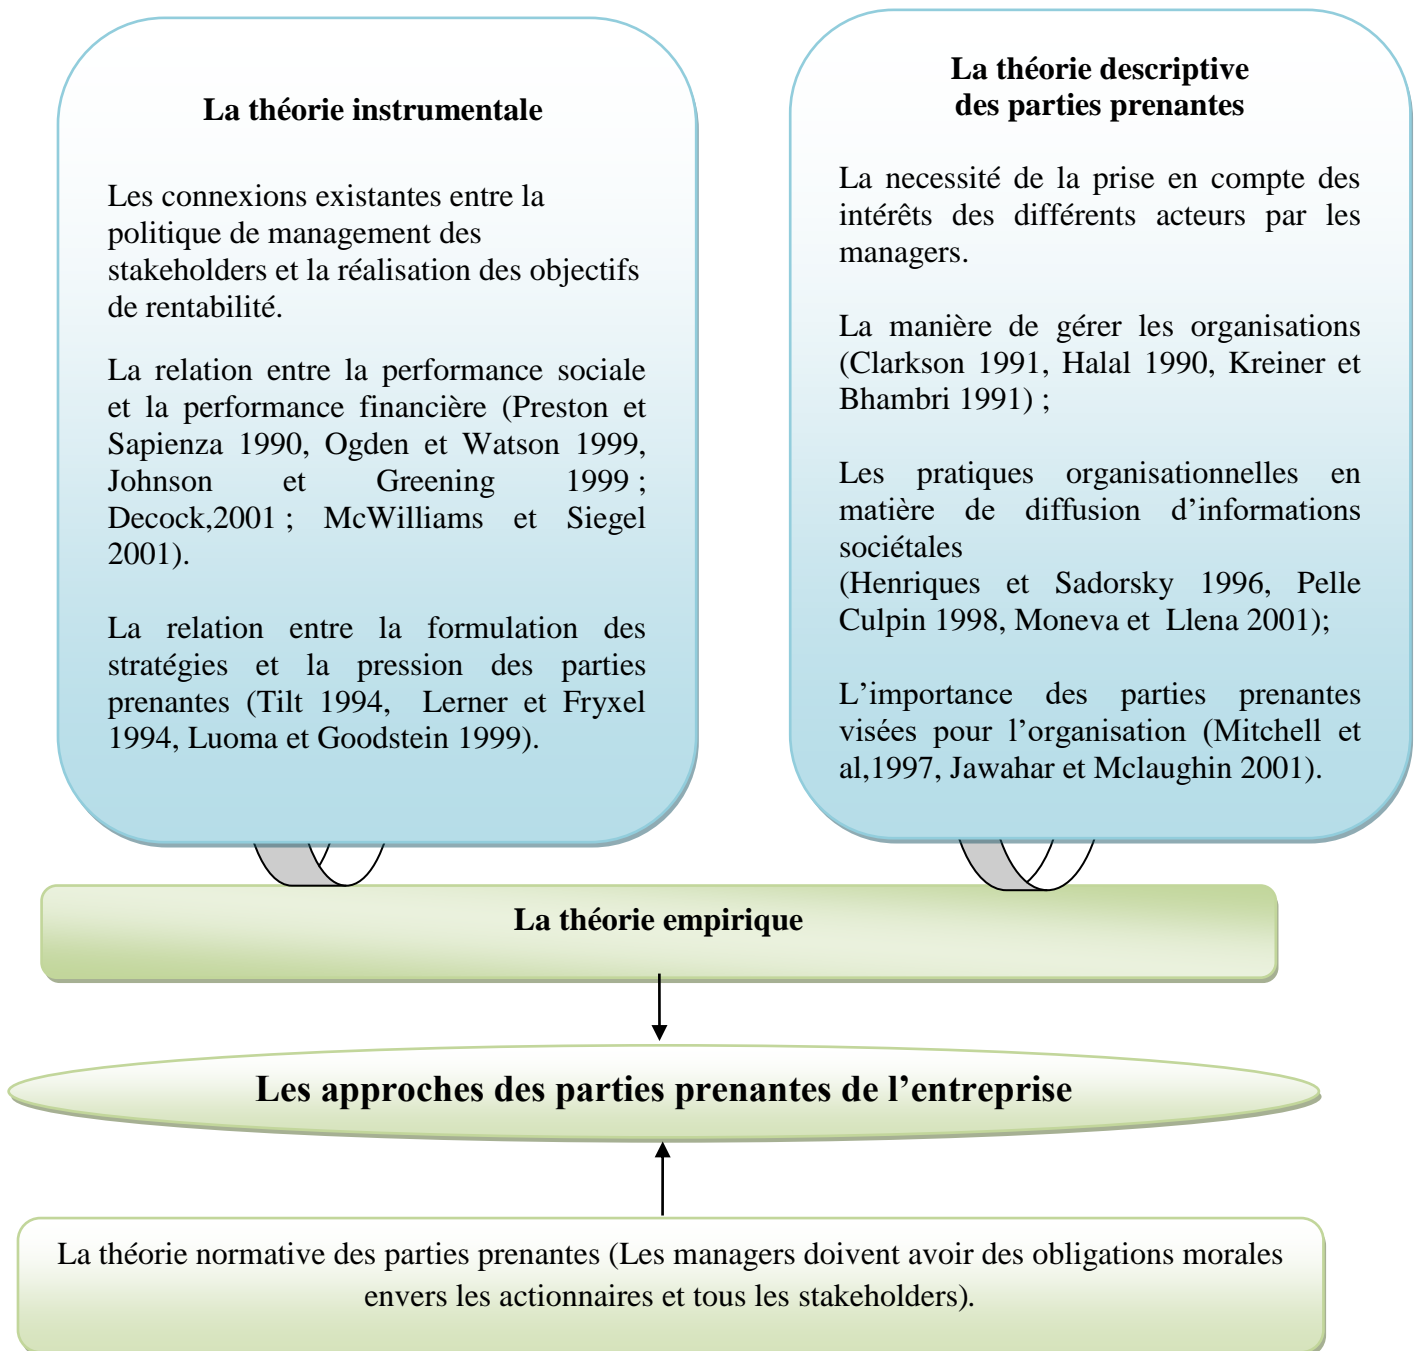 La théorie instrumentale
Les connexions existantes entre la
politique de management des
stakeholders et la réalisation des objectifs
de rentabilité.
La relation entre la performance sociale
et la performance financière (Preston et
Sapienza 1990, Ogden et Watson 1999,
Johnson et Greening 1999 ;
Decock,2001 ; McWilliams et Siegel
2001).
La relation entre la formulation des
stratégies et la pression des parties
prenantes (Tilt 1994, Lerner et Fryxel
1994, Luoma et Goodstein 1999).
La théorie descriptive
des parties prenantes
La necessité de la prise en compte des
intérêts des différents acteurs par les
managers.
La manière de gérer les organisations
(Clarkson 1991, Halal 1990, Kreiner et
Bhambri 1991) ;
Les pratiques organisationnelles en
matière de diffusion d’informations
sociétales
(Henriques et Sadorsky 1996, Pelle
Culpin 1998, Moneva et Llena 2001);
L’importance des parties prenantes
visées pour l’organisation (Mitchell et
al,1997, Jawahar et Mclaughin 2001).
La théorie empirique
Les approches des parties prenantes de l’entreprise
La théorie normative des parties prenantes (Les managers doivent avoir des obligations morales
envers les actionnaires et tous les stakeholders).